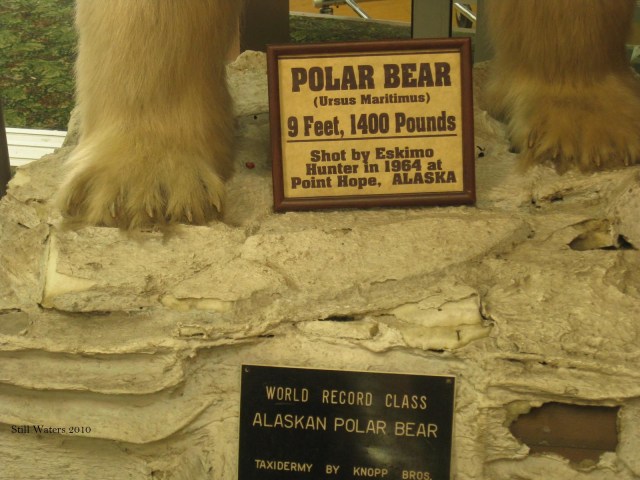 POLAR BEAR
(Ursus Maritimus)
9 Feet, 1400 Pounds
Shot by Eskimo
Hunter in 1964 at
Point Hope, ALASKA
WORLD RECORD CLASS
ALASKAN POLAR BEAR
TAXIDERMY BY KNOPP BROS.
Still Waters 2010